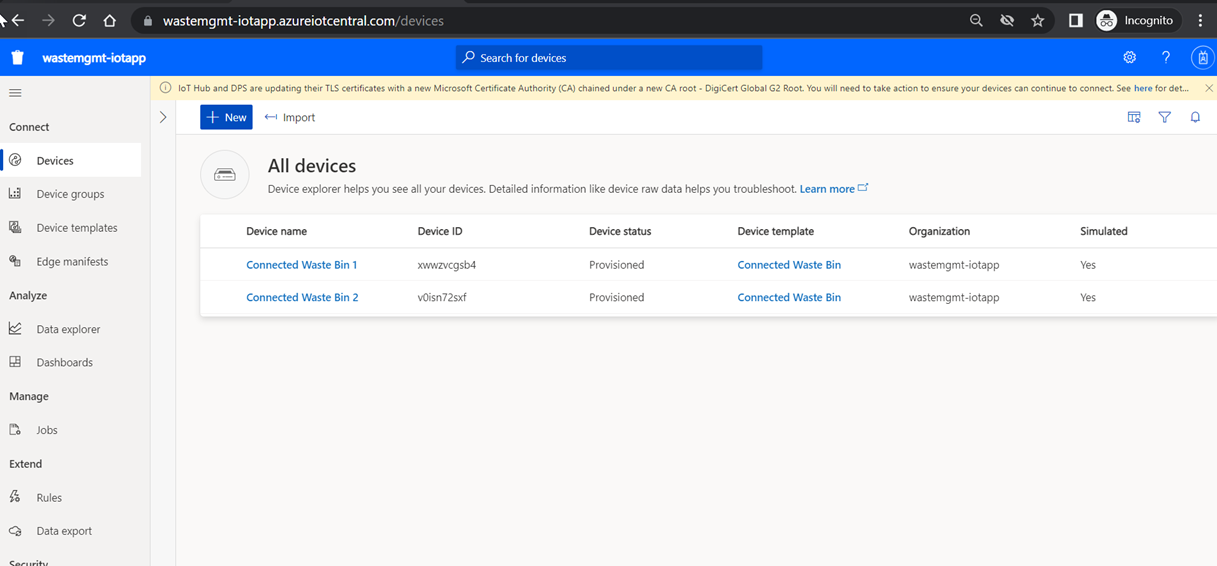 wastemgmt-iotapp.azureiotcentral.com/devices
Incognito
wastemgmt-iotapp
Search for devices
IoT Hub and DPS are updating their TLS certificates with a new Microsoft Certificate Authority (CA) chained under a new CA root - DigiCert Global G2 Root. You will need to take action to ensure your devices can continue to connect. See here for det...
New
Import
Connect
Devices
Device groups
Device templates
Edge manifests
Analyze
Data explorer
Dashboards
Manage
Jobs
Extend
Rules
Data export
Security
All devices
Device explorer helps you see all your devices. Detailed information like device raw data helps you troubleshoot. Learn more
Device name Device ID Device status Device template Organization Simulated
Connected Waste Bin 1 xwwzvcgsb4 Provisioned Connected Waste Bin wastemgmt-iotapp Yes
Connected Waste Bin 2 v0isn72sxf Provisioned Connected Waste Bin wastemgmt-iotapp Yes